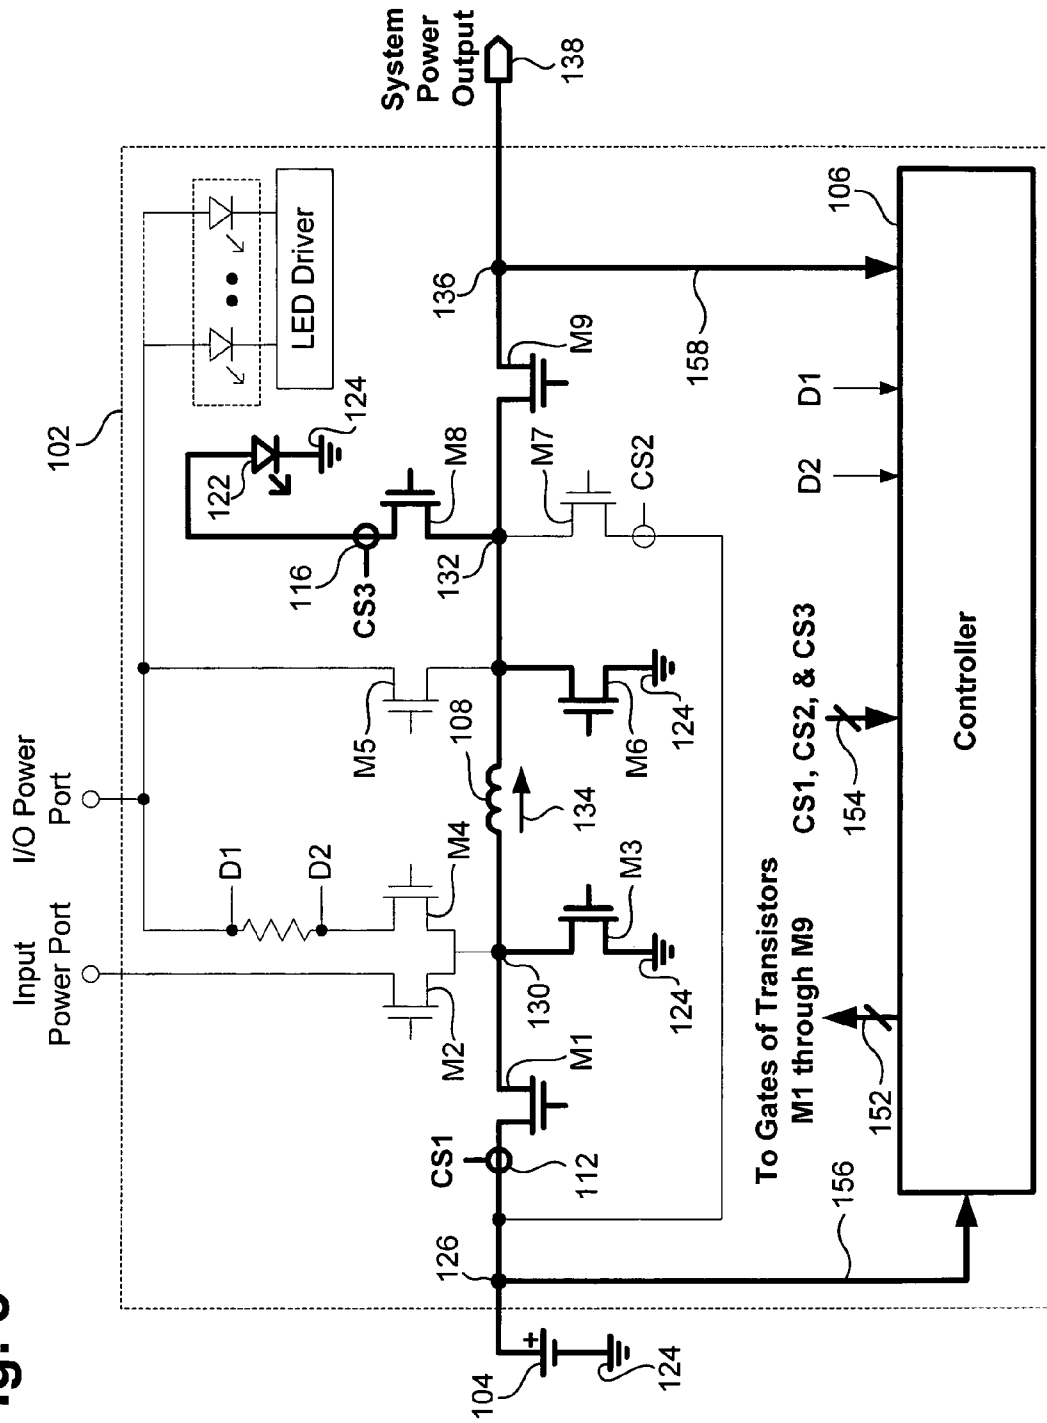 102
Input
Power Port
I/O Power
Port
System
Power
Output
138
D1
D2
M2
M4
M5
108
116
CS3
122
124
M8
LED Driver
136
M9
132
M7
CS2
CS1
112
M1
130
M3
124
134
M6
124
126
104
124
156
To Gates of Transistors
M1 through M9
152
CS1, CS2, & CS3
154
D2
D1
158
106
Controller